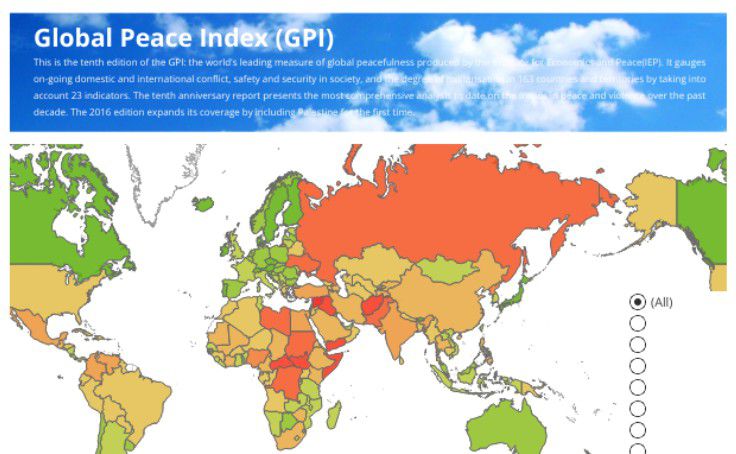 Global Peace Index (GPI)
This is the tenth edition of the GPI: the world's leading measure of global peacefulness produced by the Institute for Economics and Peace(IEP). It gauges
on-going domestic and international conflict, safety and security in society, and the degree of militarisation in 163 countries and territories by taking into
account 23 indicators. The tenth anniversary report presents the most comprehensive analysis to date on the trends in peace and violence over the past
decade. The 2016 edition expands its coverage by including Palestine for the first time.
(All)